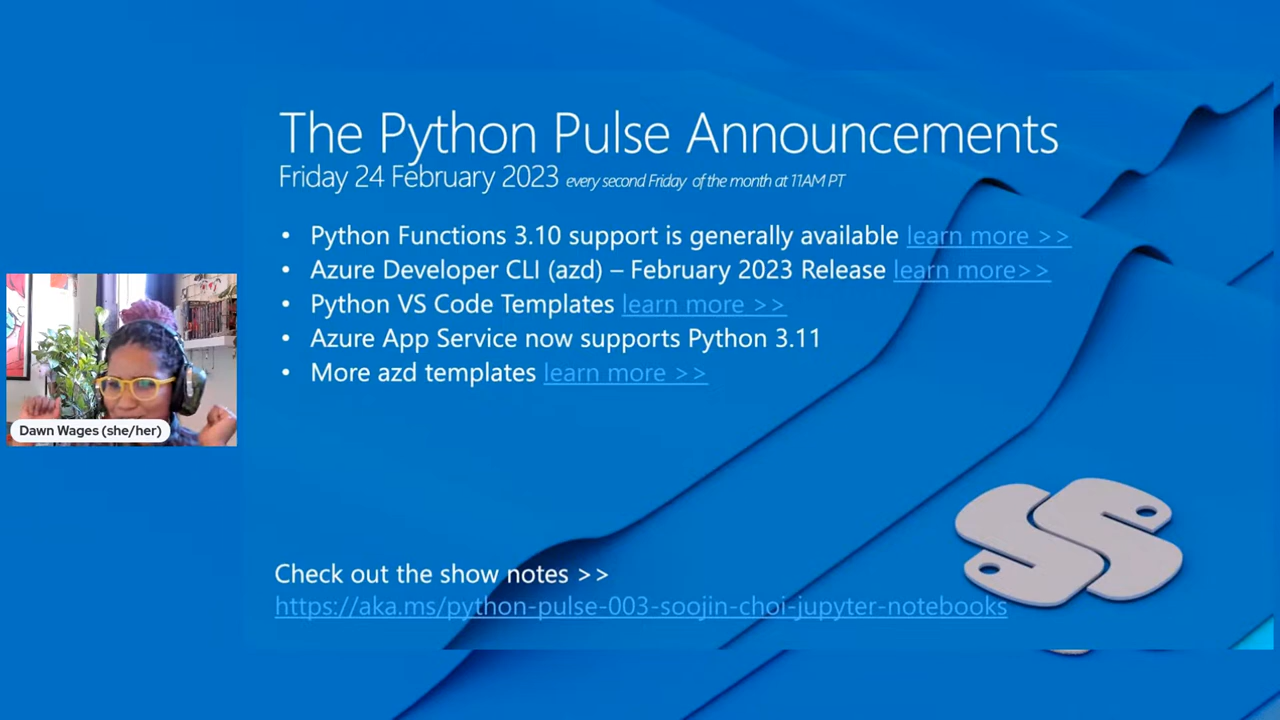 The Python Pulse Announcements
Friday 24 February 2023 every second Friday of the month at 11AM PT
• Python Functions 3.10 support is generally available learn more >>
• Azure Developer CLI (azd) – February 2023 Release learn more>>
• Python VS Code Templates learn more >>
• Azure App Service now supports Python 3.11
• More azd templates learn more >>
Dawn Wages (she/her)
Check out the show notes >>
https://aka.ms/python-pulse-003-soojin-choi-jupyter-notebooks